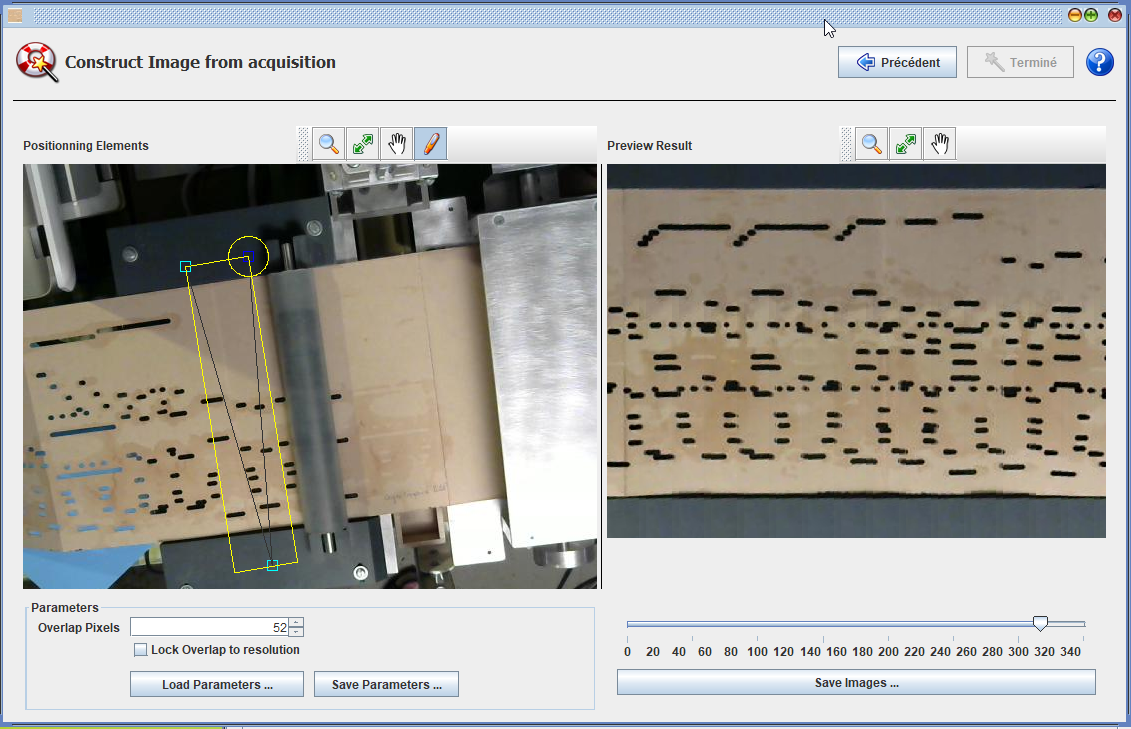 Construct Image from acquisition
Précédent
Terminé
?
Positionning Elements
Preview Result
Parameters
Overlap Pixels 52
Lock Overlap to resolution
Load Parameters ...
Save Parameters ...
0 20 40 60 80 100 120 140 160 180 200 220 240 260 280 300 320 340
Save Images ...